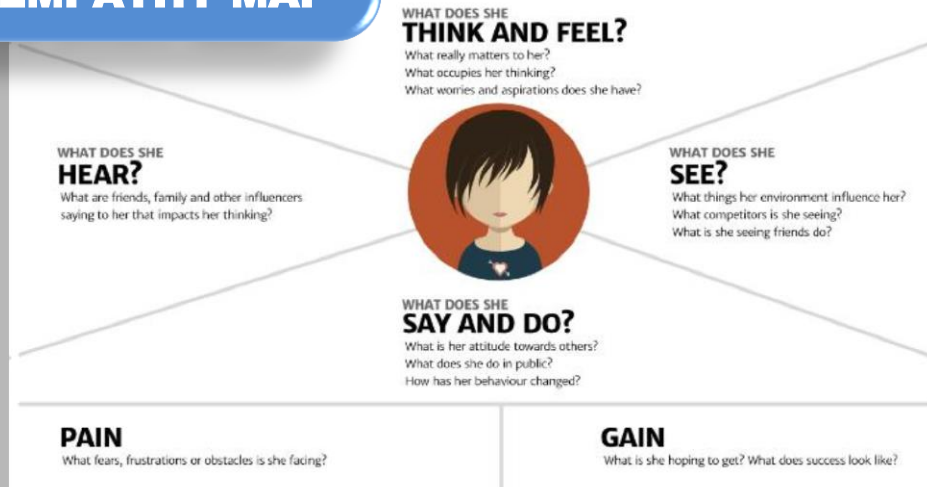 EMPATHY MAP
WHAT DOES SHE
THINK AND FEEL?
What really matters to her?
What occupies her thinking?
What worries and aspirations does she have?
WHAT DOES SHE
HEAR?
What are friends, family and other influencers
saying to her that impacts her thinking?
WHAT DOES SHE
SEE?
What things her environment influence her?
What competitors is she seeing?
What is she seeing friends do?
WHAT DOES SHE
SAY AND DO?
What is her attitude towards others?
What does she do in public?
How has her behaviour changed?
PAIN
What fears, frustrations or obstacles is she facing?
GAIN
What is she hoping to get? What does success look like?